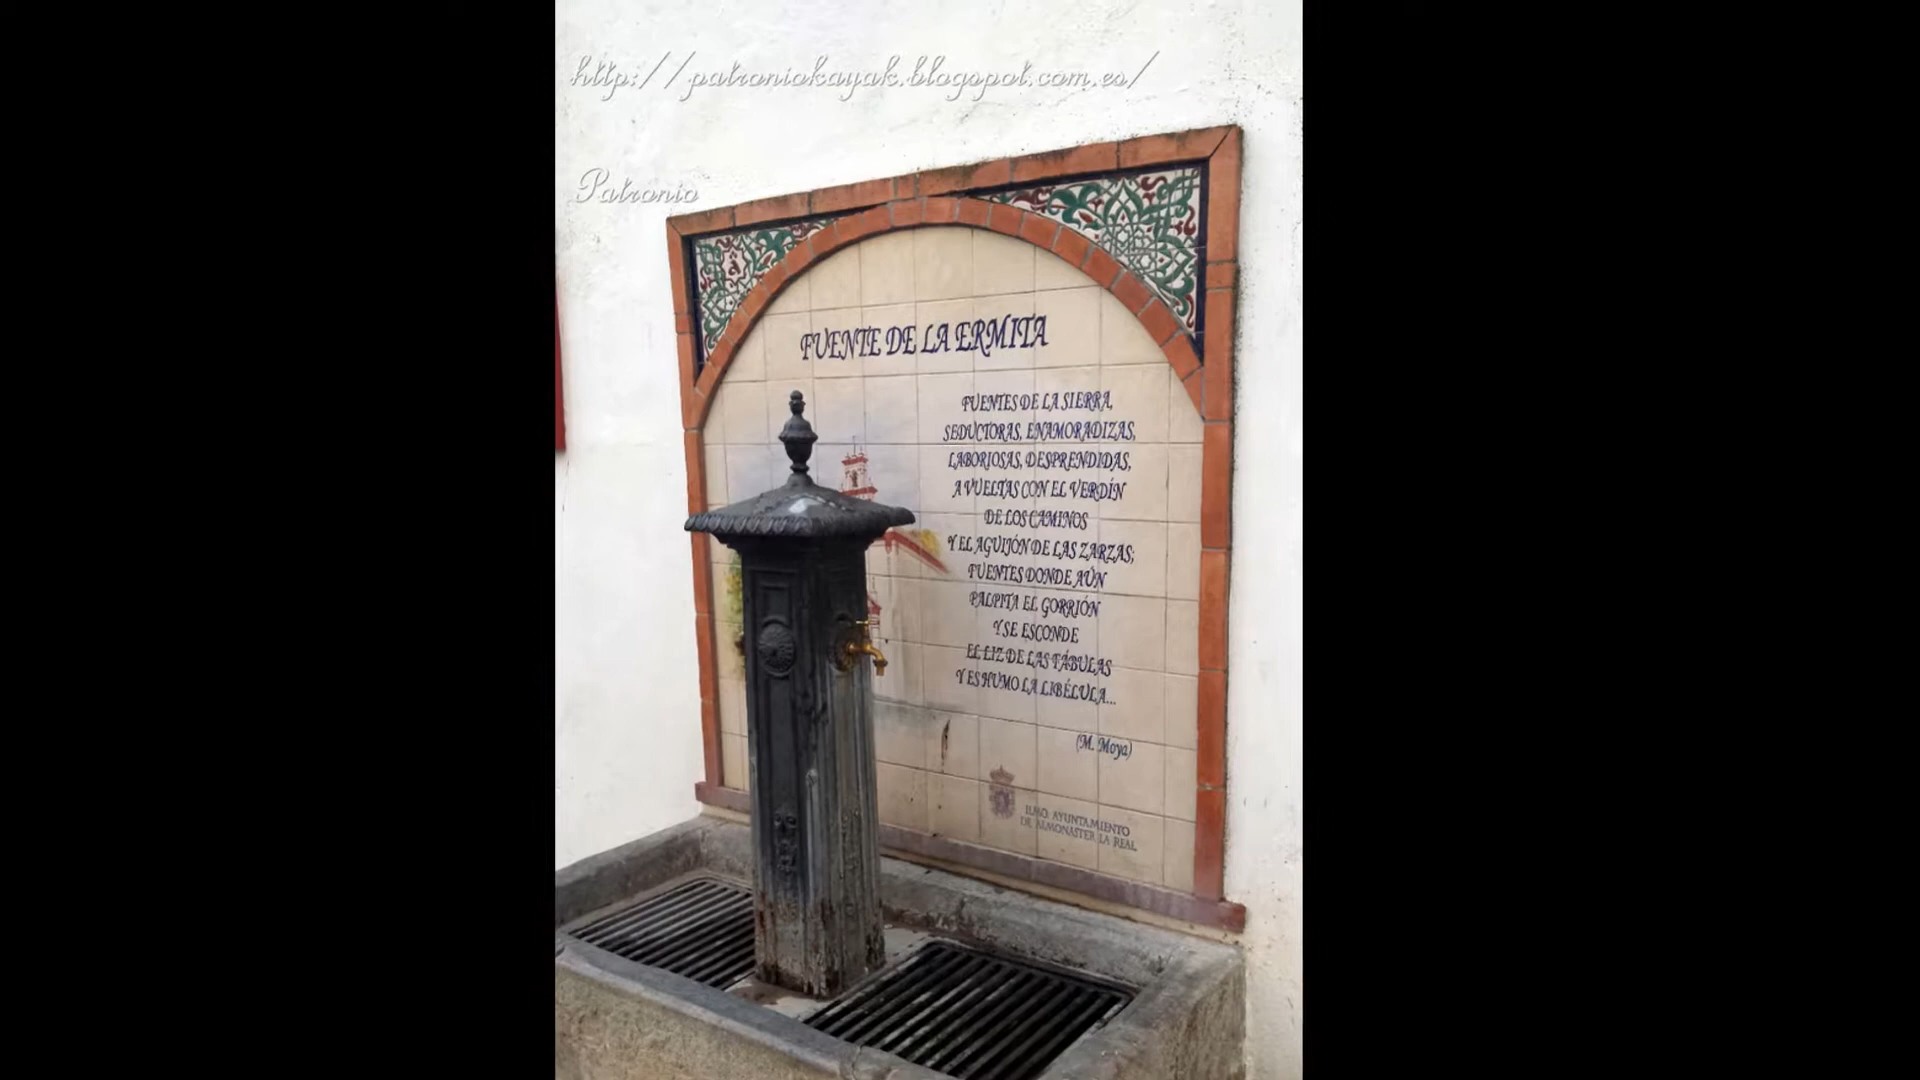 http://patroniokayak.blogspot.com.es/
Patronio
FUENTE DE LA ERMITA
FUENTES DE LA SIERRA,
SEDUCTORAS, ENAMORADIZAS,
LABORIOSAS, DESPRENDIDAS,
A VUELTAS CON EL VERDÍN
DE LOS CAMINOS
Y EL AGUIJÓN DE LAS ZARZAS;
FUENTES DONDE AÚN
PALPITA EL GORRIÓN
Y SE ESCONDE
EL LIZ DE LAS FÁBULAS
Y ES HUMO LA LIBÉLULA...
(M. Moya)
ILMO. AYUNTAMIENTO
DE ALMONASTER LA REAL